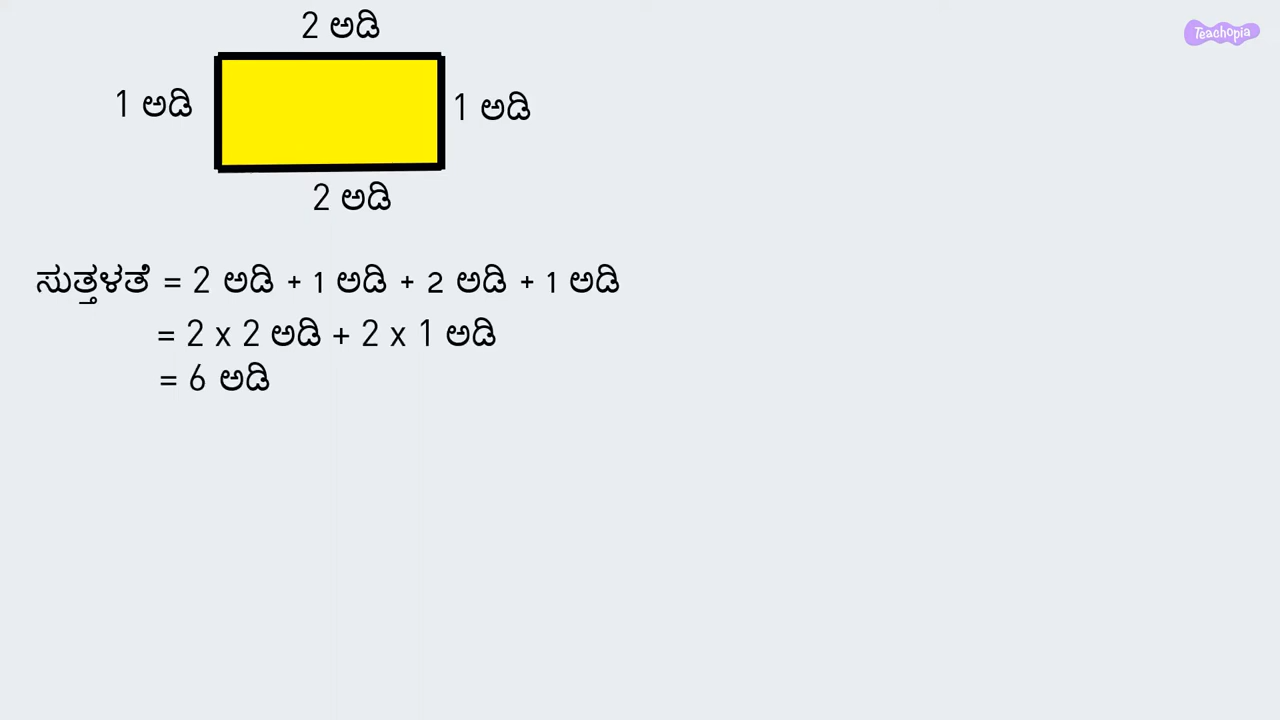 2 ಅಡಿ
Teachopia
1 ಅಡಿ
1 ಅಡಿ
2 ಅಡಿ
ಸುತ್ತಳತೆ = 2 ಅಡಿ + 1 ಅಡಿ + 2 ಅಡಿ + 1 ಅಡಿ
= 2 x 2 ಅಡಿ + 2 x 1 ಅಡಿ
= 6 ಅಡಿ